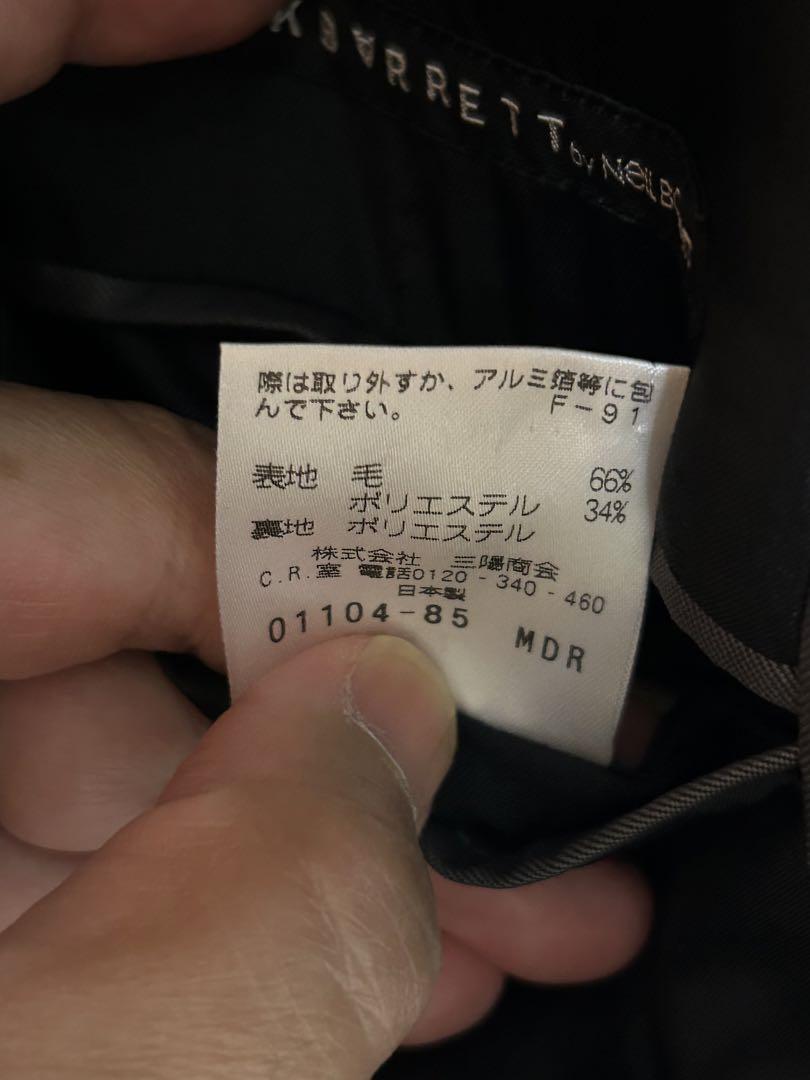 K BARRETT by NEIL B
際は取り外すか、アルミ箔等に包
んで下さい。 F-91
表地 毛 66%
ポリエステル 34%
裏地 ポリエステル
株式会社 三陽商会
C.R.室 電話0120-340-460
日本製
01104-85 MDR